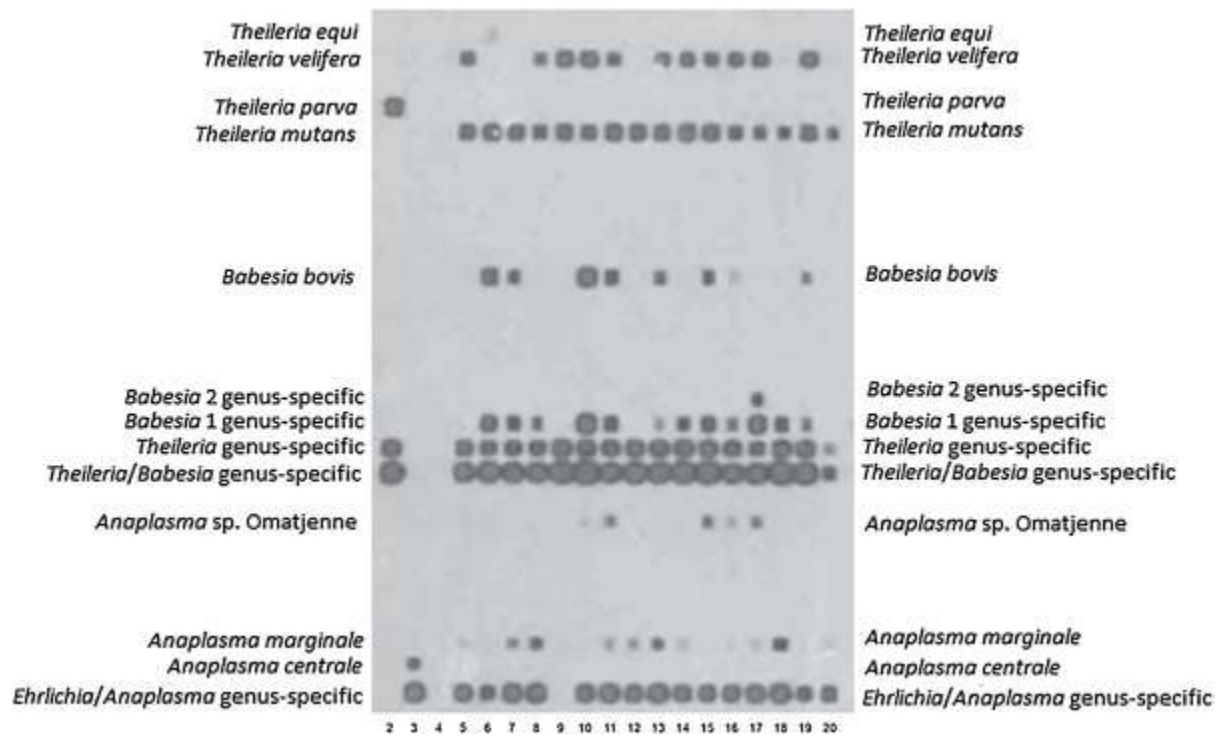 Theileria equi
Theileria velifera
Theileria parva
Theileria mutans
Babesia bovis
Babesia 2 genus-specific
Babesia 1 genus-specific
Theileria genus-specific
Theileria/Babesia genus-specific
Anaplasma sp. Omatjenne
Anaplasma marginale
Anaplasma centrale
Ehrlichia/Anaplasma genus-specific
Theileria equi
Theileria velifera
Theileria parva
Theileria mutans
Babesia bovis
Babesia 2 genus-specific
Babesia 1 genus-specific
Theileria genus-specific
Theileria/Babesia genus-specific
Anaplasma sp. Omatjenne
Anaplasma marginale
Anaplasma centrale
Ehrlichia/Anaplasma genus-specific
2 3 4 5 6 7 8 9 10 11 12 13 14 15 16 17 18 19 20